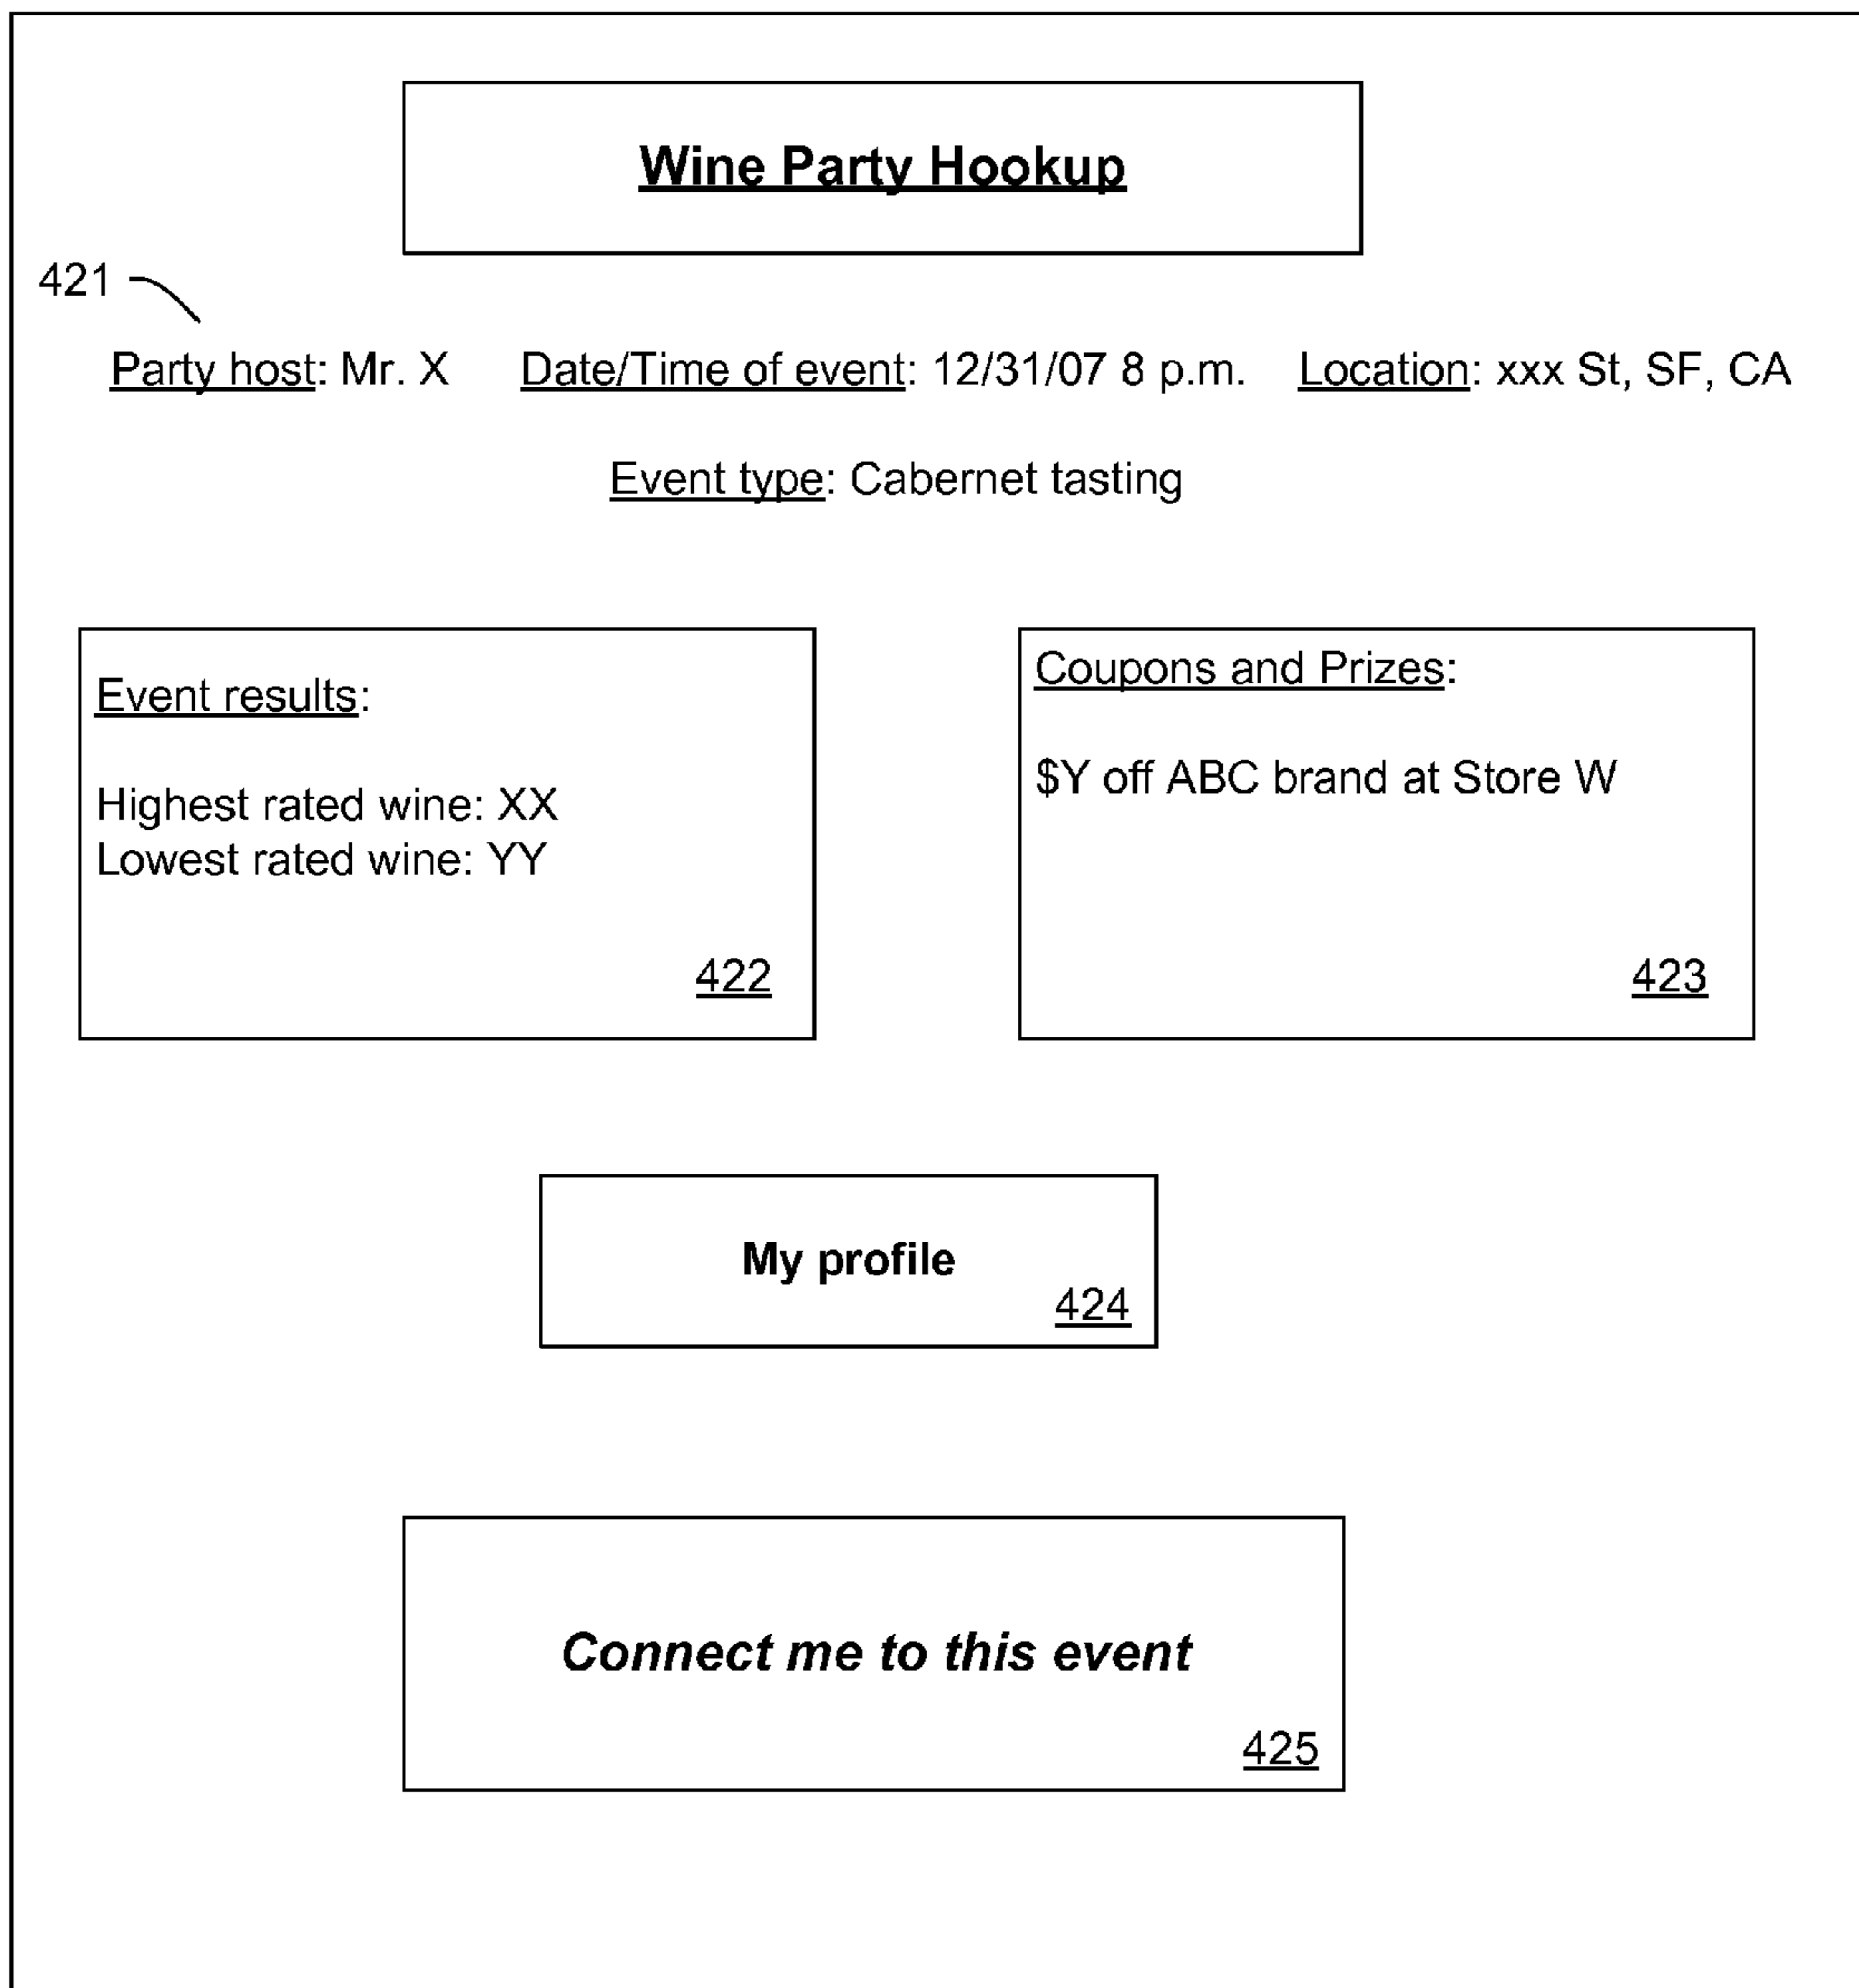 Wine Party Hookup
421
Party host: Mr. X Date/Time of event: 12/31/07 8 p.m. Location: xxx St, SF, CA
Event type: Cabernet tasting
Event results:
Highest rated wine: XX
Lowest rated wine: YY
422
Coupons and Prizes:
$Y off ABC brand at Store W
423
My profile
424
Connect me to this event
425